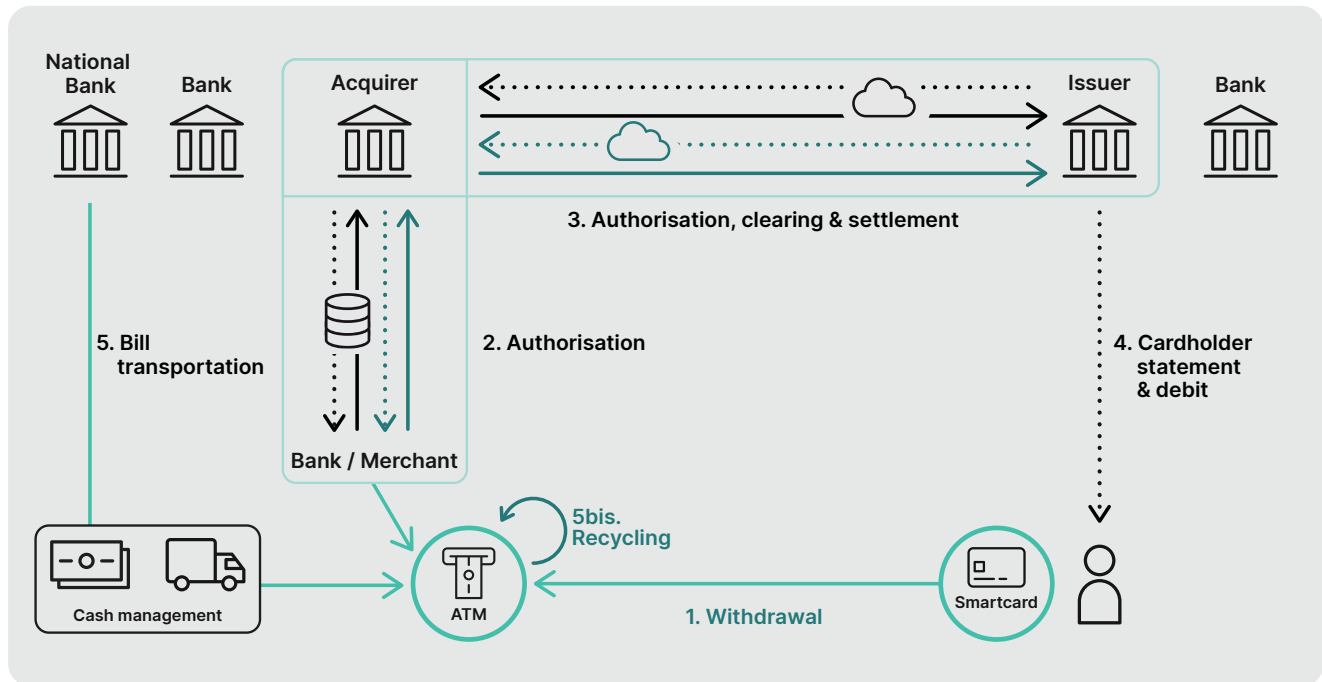 National
Bank
Bank
Acquirer
Issuer
Bank
3. Authorisation, clearing & settlement
5. Bill
transportation
2. Authorisation
4. Cardholder
statement
& debit
Bank / Merchant
5bis.
Recycling
Cash management
ATM
1. Withdrawal
Smartcard